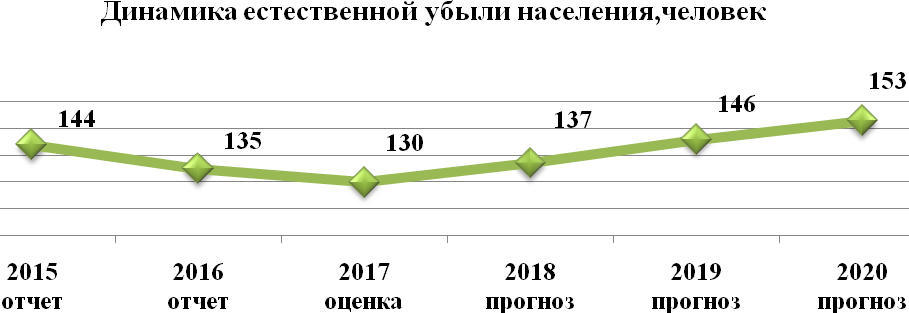 Динамика естественной убыли населения,человек
144
135
130
137
146
153
2015 2016 2017 2018 2019 2020
отчет отчет оценка прогноз прогноз прогноз